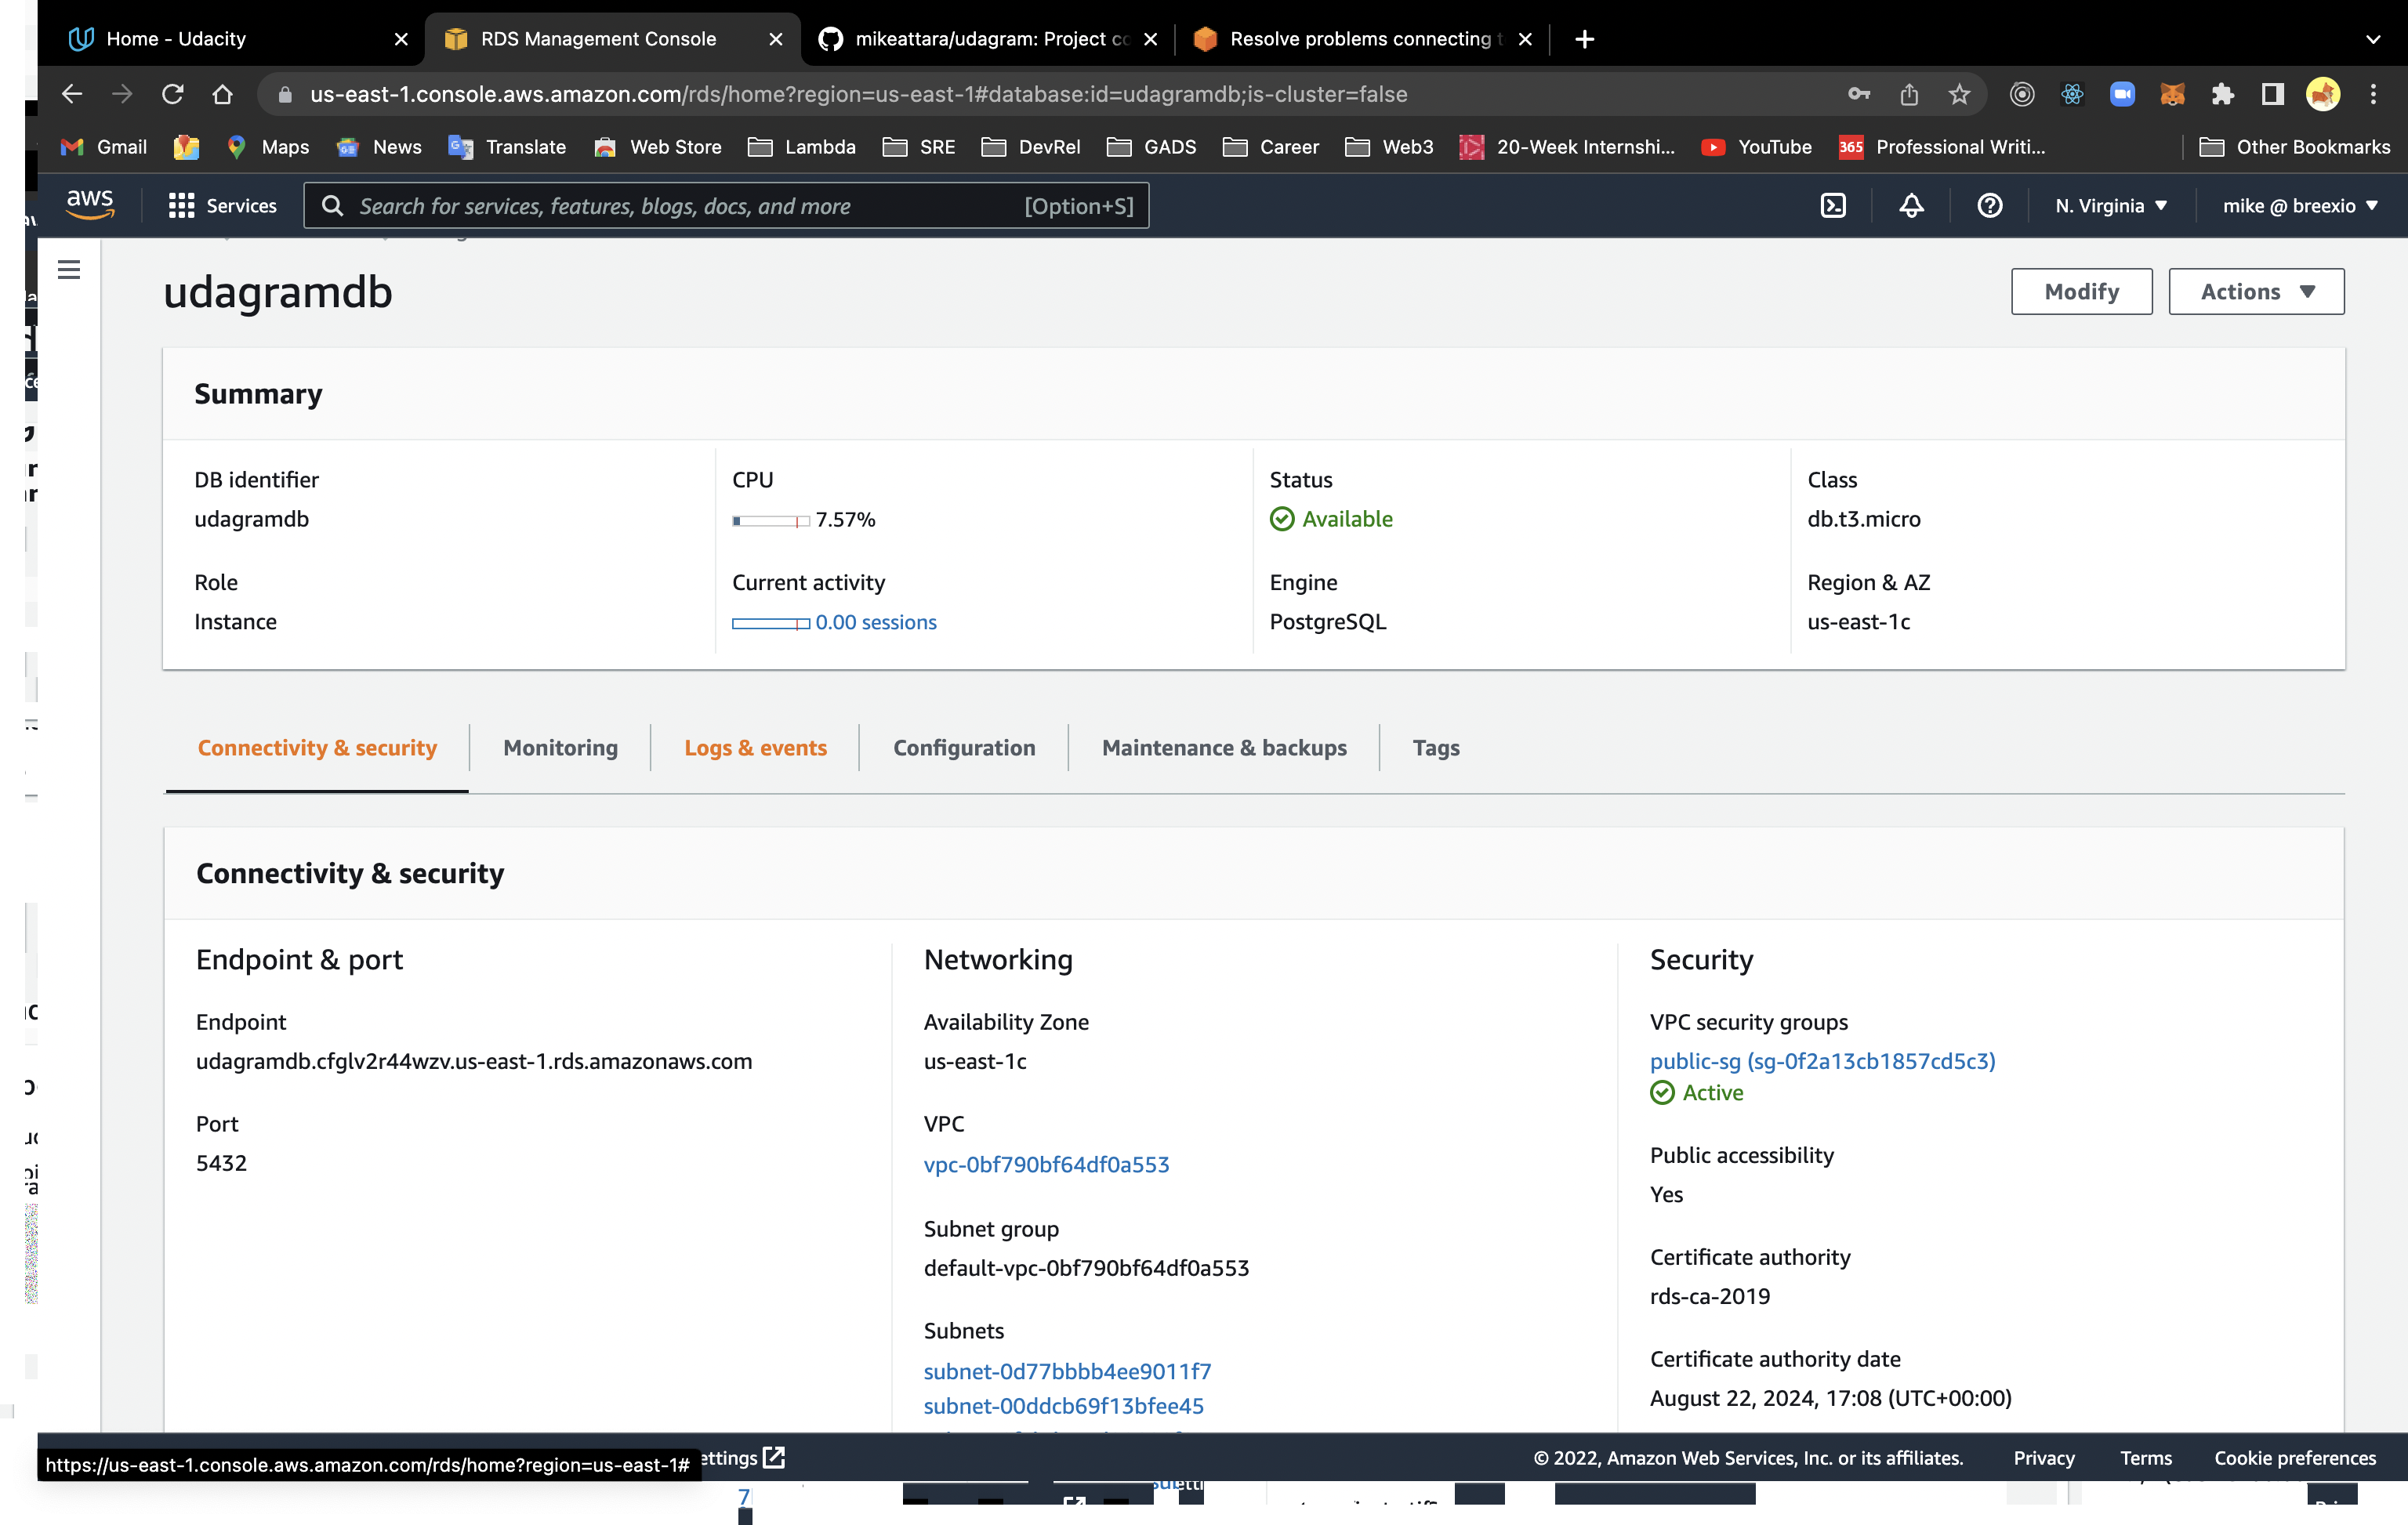 Home - Udacity
RDS Management Console
mikeattara/udagram: Project co
Resolve problems connecting t
us-east-1.console.aws.amazon.com/rds/home?region=us-east-1#database:id=udagramdb;is-cluster=false
Gmail
Maps
News
Translate
Web Store
Lambda
SRE
DevRel
GADS
Career
Web3
20-Week Internshi...
YouTube
365
Professional Writi...
Other Bookmarks
aws
Services
Search for services, features, blogs, docs, and more
[Option+S]
N. Virginia
mike @ breexio
udagramdb
Modify
Actions
Summary
DB identifier
udagramdb
CPU
7.57%
Status
Available
Class
db.t3.micro
Role
Instance
Current activity
0.00 sessions
Engine
PostgreSQL
Region & AZ
us-east-1c
Connectivity & security
Monitoring
Logs & events
Configuration
Maintenance & backups
Tags
Connectivity & security
Endpoint & port
Endpoint
udagramdb.cfglv2r44wzv.us-east-1.rds.amazonaws.com
Port
5432
Networking
Availability Zone
us-east-1c
VPC
vpc-0bf790bf64df0a553
Subnet group
default-vpc-0bf790bf64df0a553
Subnets
subnet-0d77bbbb4ee9011f7
subnet-00ddcb69f13bfee45
Security
VPC security groups
public-sg (sg-0f2a13cb1857cd5c3)
Active
Public accessibility
Yes
Certificate authority
rds-ca-2019
Certificate authority date
August 22, 2024, 17:08 (UTC+00:00)
https://us-east-1.console.aws.amazon.com/rds/home?region=us-east-1#
ettings
© 2022, Amazon Web Services, Inc. or its affiliates.
Privacy
Terms
Cookie preferences